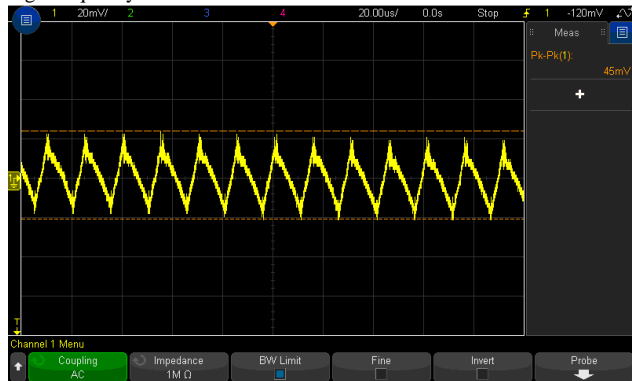 1 20mV/ 2 3 4 20.00us/ 0.0s Stop 1 -120mV
Meas
Pk-Pk(1):
45mV
+
1
T
Channel 1 Menu
Coupling
AC
Impedance
1M Ω
BW Limit
Fine
Invert
Probe